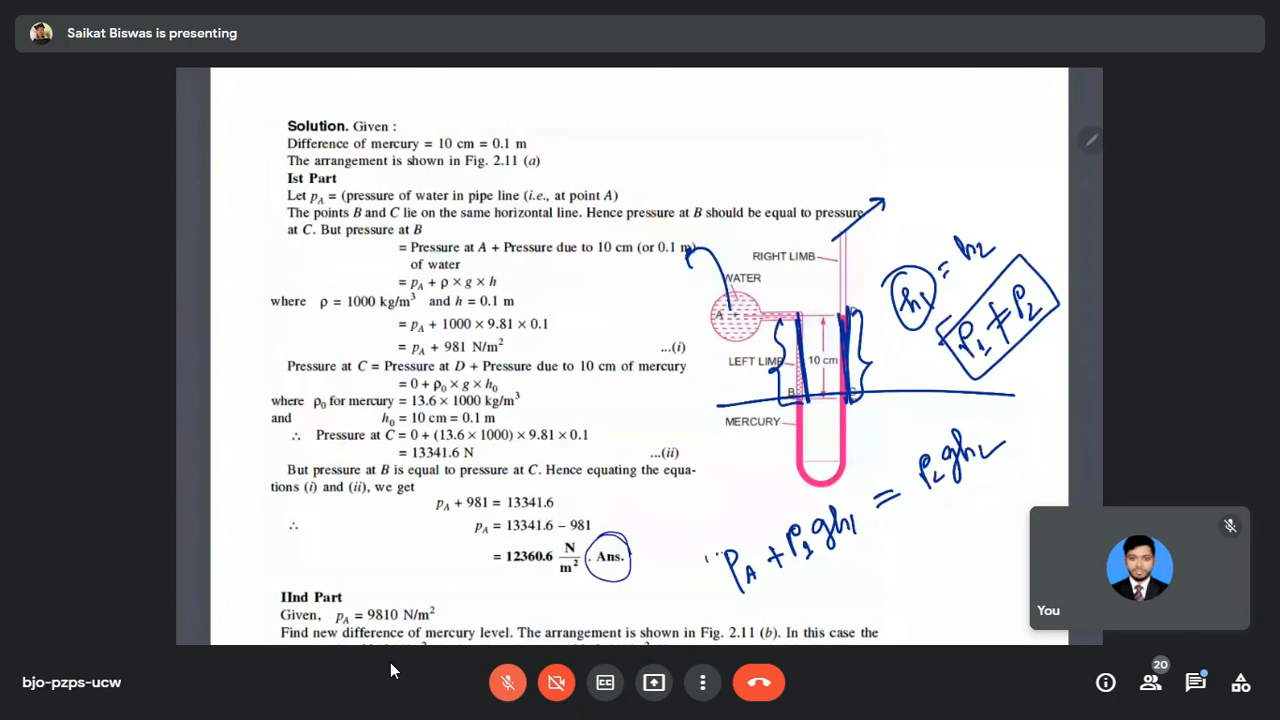 Saikat Biswas is presenting
Solution. Given :
Difference of mercury = 10 cm = 0.1 m
The arrangement is shown in Fig. 2.11 (a)
Ist Part
Let pA = (pressure of water in pipe line (i.e., at point A)
The points B and C lie on the same horizontal line. Hence pressure at B should be equal to pressure
at C. But pressure at B
= Pressure at A + Pressure due to 10 cm (or 0.1 m)
of water
= pA + ρ × g × h
where ρ = 1000 kg/m³ and h = 0.1 m
= pA + 1000 × 9.81 × 0.1
= pA + 981 N/m² ...(i)
Pressure at C = Pressure at D + Pressure due to 10 cm of mercury
= 0 + ρ0 × g × h0
where ρ0 for mercury = 13.6 × 1000 kg/m³
and h0 = 10 cm = 0.1 m
∴ Pressure at C = 0 + (13.6 × 1000) × 9.81 × 0.1
= 13341.6 N ...(ii)
But pressure at B is equal to pressure at C. Hence equating the equa-
tions (i) and (ii), we get
pA + 981 = 13341.6
∴ pA = 13341.6 – 981
= 12360.6 N/m². Ans.
IInd Part
Given, pA = 9810 N/m²
Find new difference of mercury level. The arrangement is shown in Fig. 2.11 (b). In this case the
RIGHT LIMB
WATER
A +
LEFT LIMB
10 cm
B
MERCURY
h1 = h2
ρ1 ≠ ρ2
PA + ρ1gh1 = ρ2gh2
You
bjo-pzps-ucw
CC
20